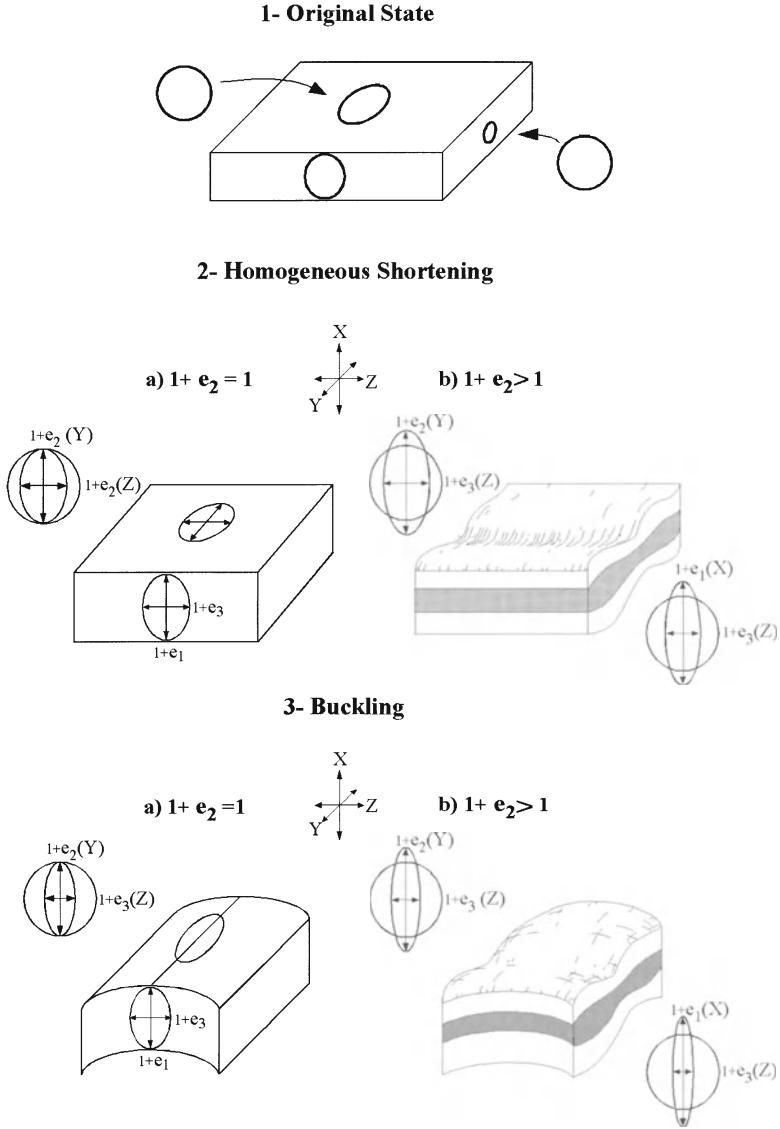 1- Original State
2- Homogeneous Shortening
X
a) 1+ e2 = 1
Z
b) 1+ e2> 1
Y
1+e2 (Y)
1+e2(Z)
1+e3
1+e1
1+e2(Y)
1+e3(Z)
1+e1(X)
1+e3(Z)
3- Buckling
X
a) 1+ e2 =1
Z
b) 1+ e2> 1
Y
1+e2(Y)
1+e3(Z)
1+e3
1+e1
1+e2(Y)
1+e3 (Z)
1+e1(X)
1+e3(Z)